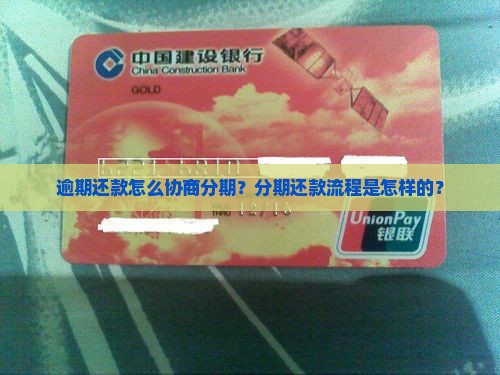 中国建设银行
China Construction Bank
GOLD
逾期还款怎么协商分期？分期还款流程是怎样的？
THRU
UnionPay
银联